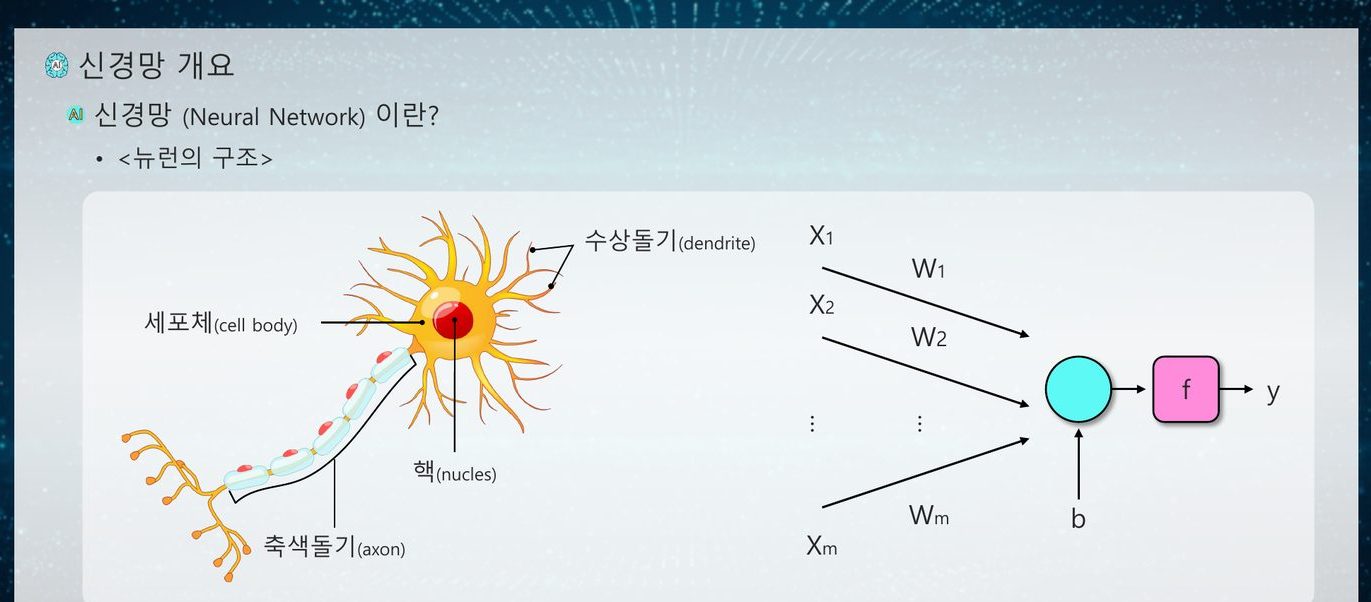 AI 신경망 개요
AI 신경망 (Neural Network) 이란?
• <뉴런의 구조>
수상돌기(dendrite)
세포체(cell body)
핵(nucles)
축색돌기(axon)
X1
W1
X2
W2
⋮ ⋮
Wm
Xm
f
y
b